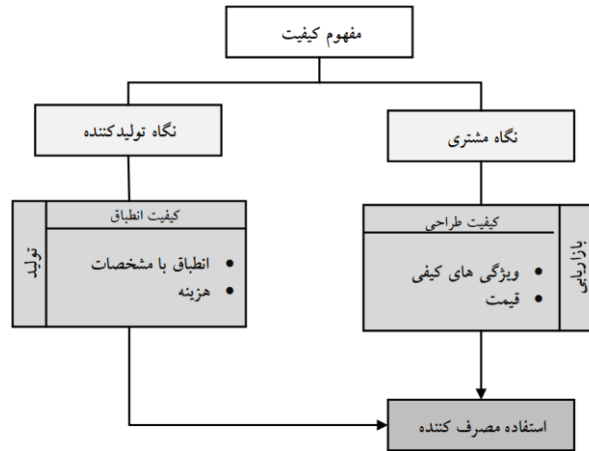 مفهوم کیفیت
نگاه مشتری
نگاه تولیدکننده
بازاریابی
کیفیت طراحی
• ویژگی های کیفی
• قیمت
کیفیت انطباق
• انطباق با مشخصات
• هزینه
تولید
استفاده مصرف کننده